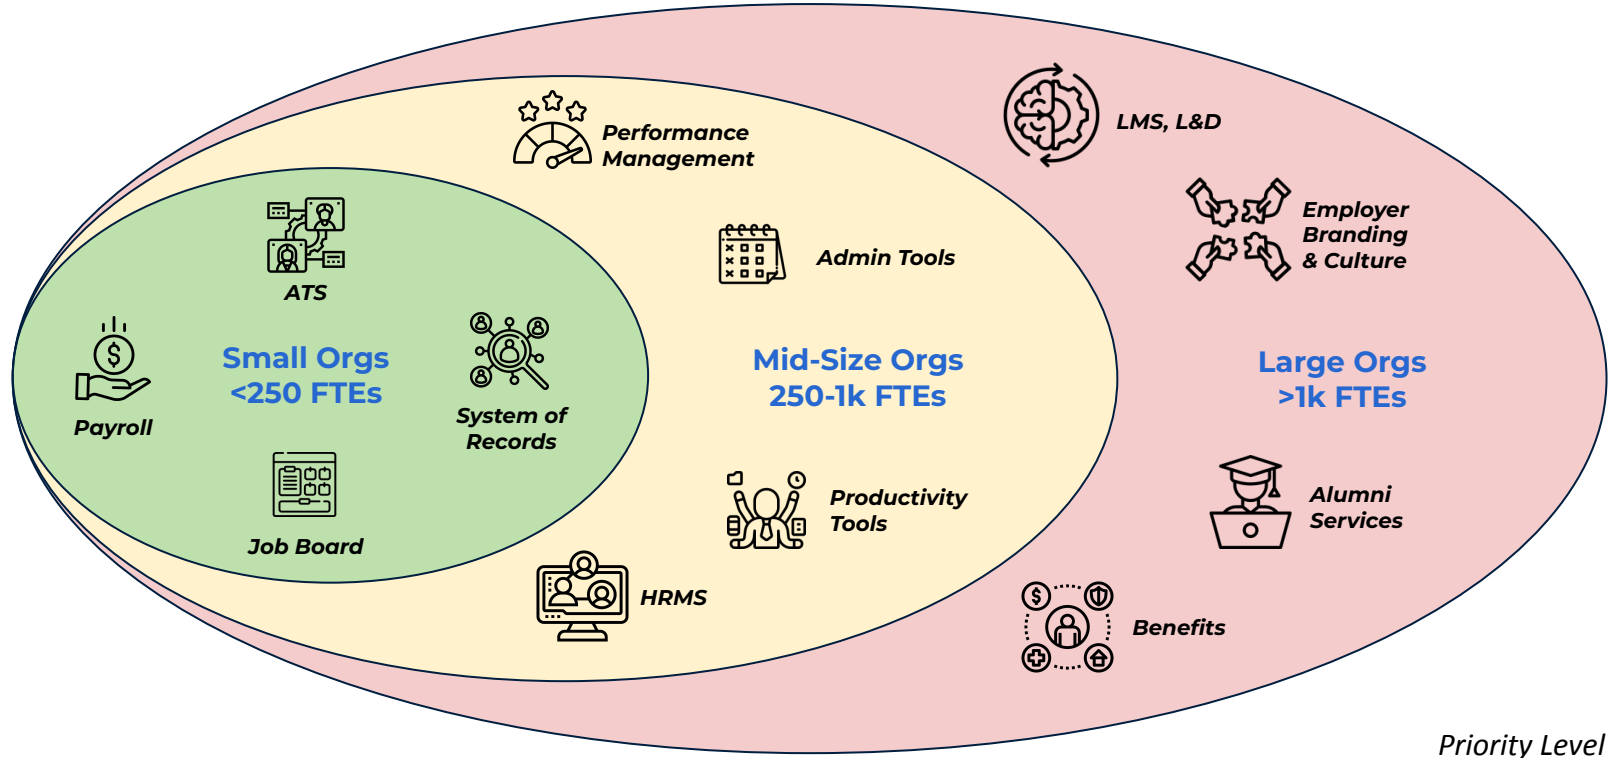 LMS, L&D
Performance
Management
Employer
Branding
& Culture
Admin Tools
ATS
Small Orgs
<250 FTEs
Mid-Size Orgs
250-1k FTEs
Large Orgs
>1k FTEs
Payroll
System of
Records
Productivity
Tools
Alumni
Services
Job Board
HRMS
Benefits
Priority Level